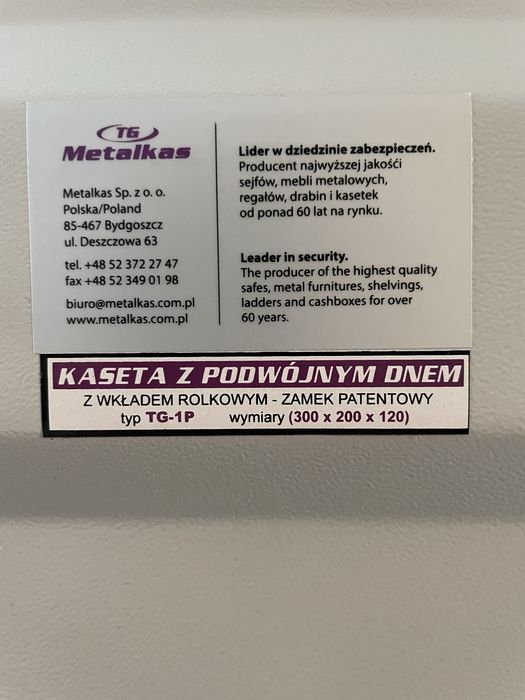 TG
Metalkas
Metalkas Sp. z o. o.
Polska/Poland
85-467 Bydgoszcz
ul. Deszczowa 63
tel. +48 52 372 27 47
fax +48 52 349 01 98
biuro@metalkas.com.pl
www.metalkas.com.pl
Lider w dziedzinie zabezpieczeń.
Producent najwyższej jakośći
sejfów, mebli metalowych,
regałów, drabin i kasetek
od ponad 60 lat na rynku.
Leader in security.
The producer of the highest quality
safes, metal furnitures, shelvings,
ladders and cashboxes for over
60 years.
KASETA Z PODWÓJNYM DNEM
Z WKŁADEM ROLKOWYM - ZAMEK PATENTOWY
typ TG-1P wymiary (300 x 200 x 120)